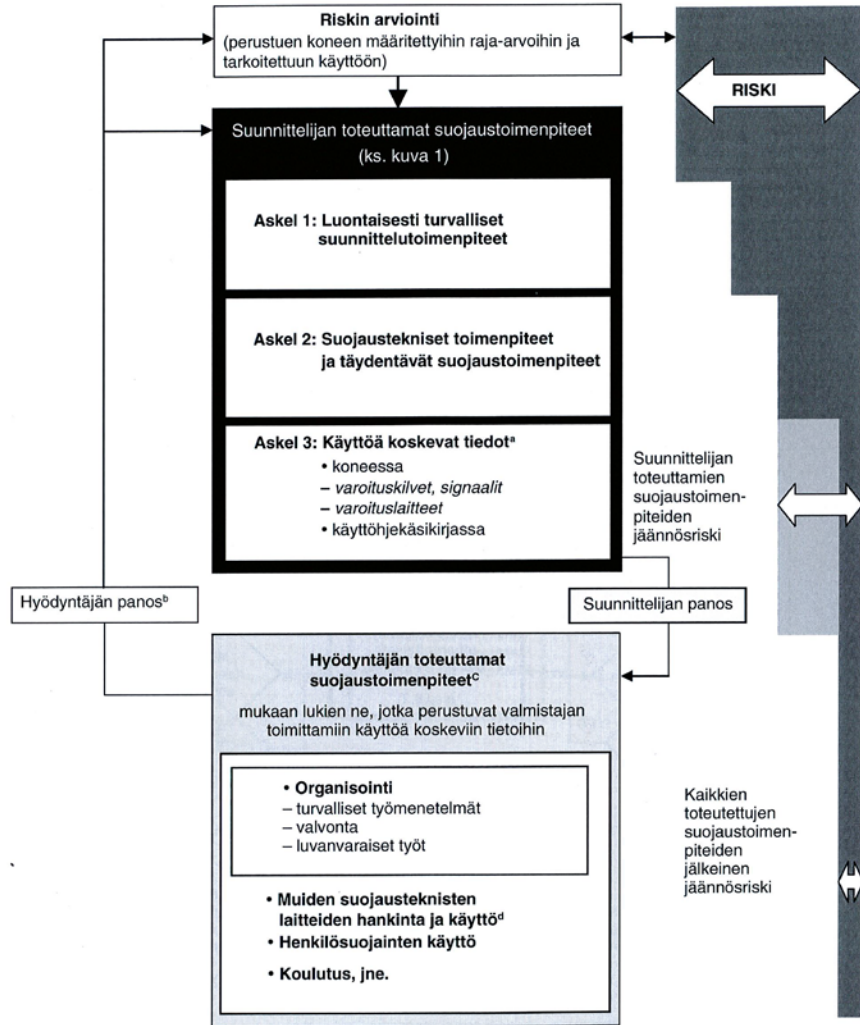 Riskin arviointi
(perustuen koneen määritettyihin raja-arvoihin ja
tarkoitettuun käyttöön)
RISKI
Suunnittelijan toteuttamat suojaustoimenpiteet
(ks. kuva 1)
Askel 1: Luontaisesti turvalliset
suunnittelutoimenpiteet
Askel 2: Suojaustekniset toimenpiteet
ja täydentävät suojaustoimenpiteet
Askel 3: Käyttöä koskevat tiedotᵃ
• koneessa
– varoituskilvet, signaalit
– varoituslaitteet
• käyttöhjekäsikirjassa
Suunnittelijan
toteuttamien
suojaustoimen-
piteiden
jäännösriski
Hyödyntäjän panosᵇ
Suunnittelijan panos
Hyödyntäjän toteuttamat
suojaustoimenpiteetᶜ
mukaan lukien ne, jotka perustuvat valmistajan
toimittamiin käyttöä koskeviin tietoihin
• Organisointi
– turvalliset työmenetelmät
– valvonta
– luvanvaraiset työt
• Muiden suojausteknisten
laitteiden hankinta ja käyttöᵈ
• Henkilösuojainten käyttö
• Koulutus, jne.
Kaikkien
toteutettujen
suojaustoimen-
piteiden
jälkeinen
jäännösriski